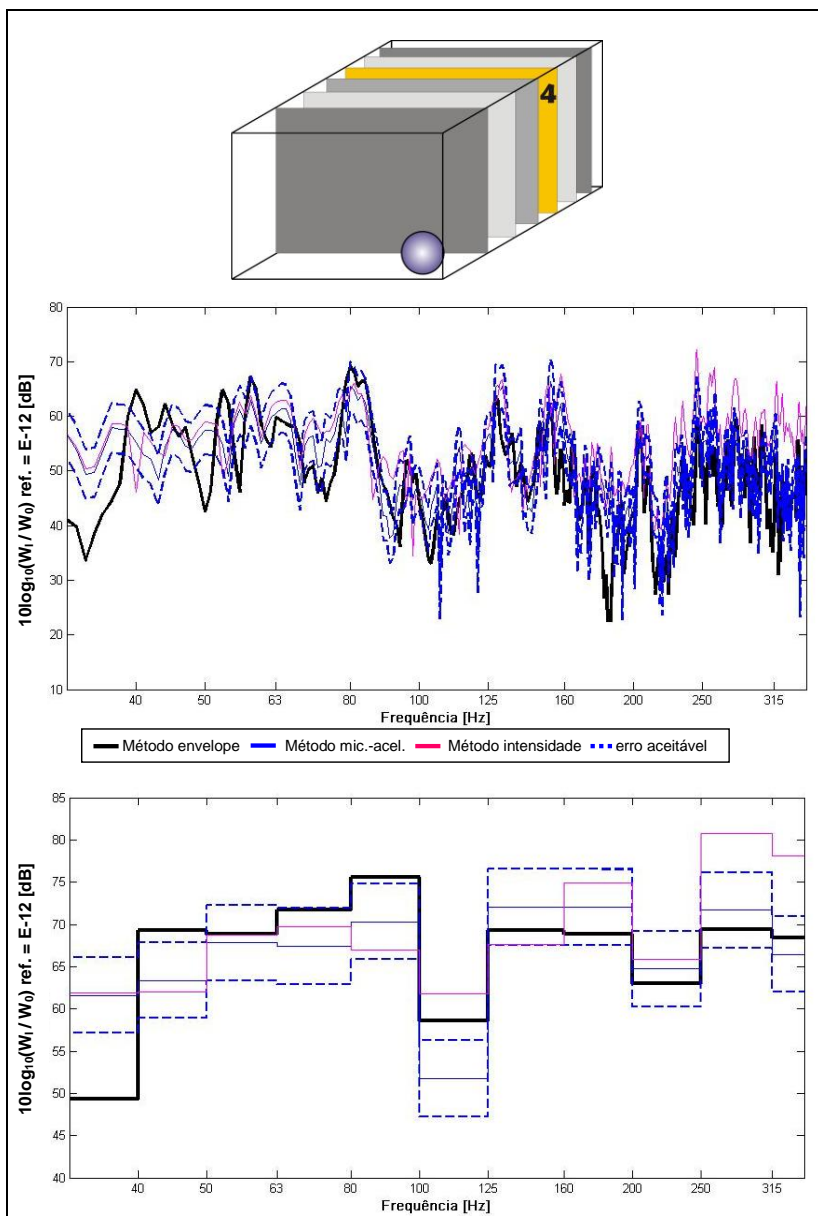 4
80
70
60
50
40
30
20
10
10log₁₀(Wᵢ / W₀) ref. = E-12 [dB]
40 50 63 80 100 125 160 200 250 315
Frequência [Hz]
Método envelope Método mic.-acel. Método intensidade erro aceitável
85
80
75
70
65
60
55
50
45
40
10log₁₀(Wᵢ / W₀) ref. = E-12 [dB]
40 50 63 80 100 125 160 200 250 315
Frequência [Hz]